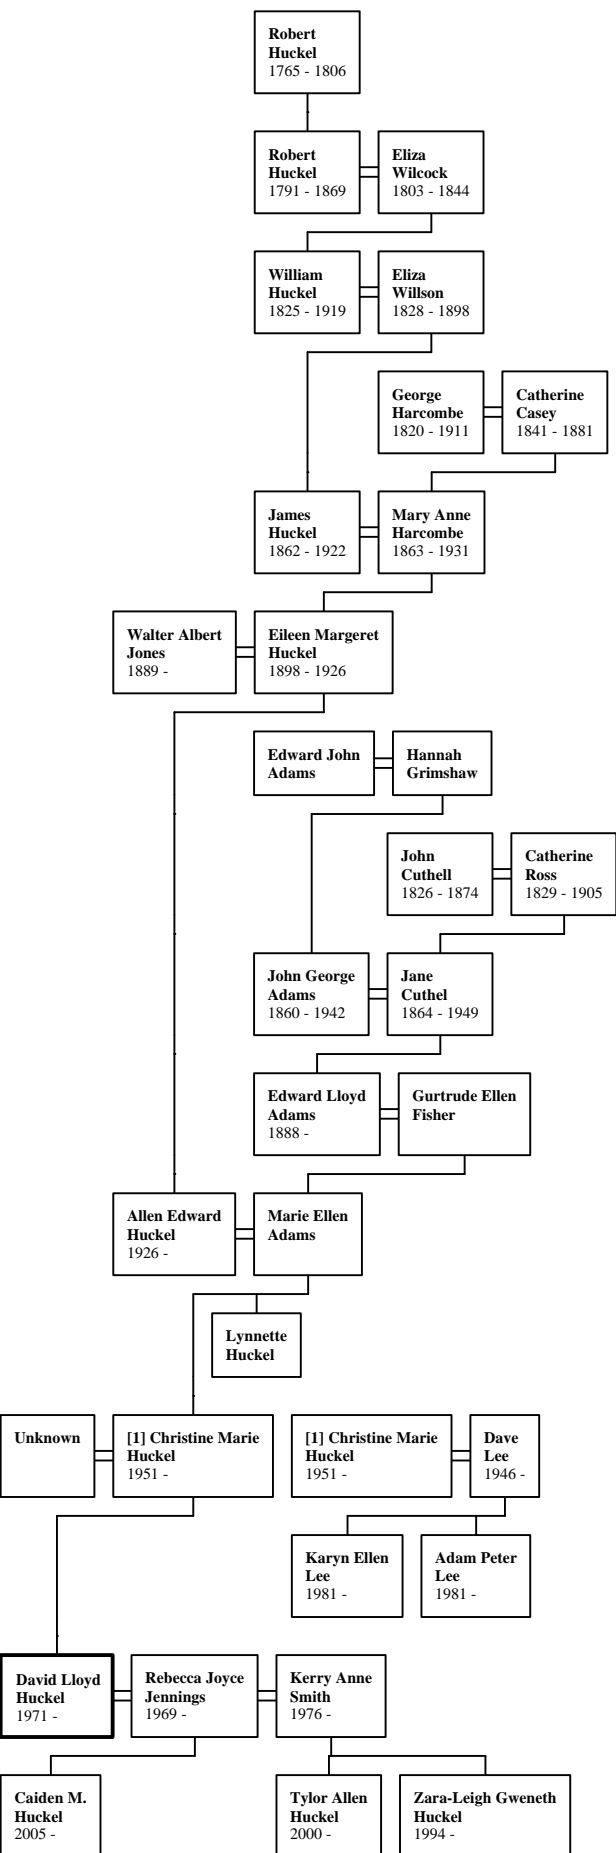 Robert
Huckel
1765 - 1806
Robert
Huckel
1791 - 1869
Eliza
Wilcock
1803 - 1844
William
Huckel
1825 - 1919
Eliza
Willson
1828 - 1898
George
Harcombe
1820 - 1911
Catherine
Casey
1841 - 1881
James
Huckel
1862 - 1922
Mary Anne
Harcombe
1863 - 1931
Walter Albert
Jones
1889 -
Eileen Margeret
Huckel
1898 - 1926
Edward John
Adams
Hannah
Grimshaw
John
Cuthell
1826 - 1874
Catherine
Ross
1829 - 1905
John George
Adams
1860 - 1942
Jane
Cuthel
1864 - 1949
Edward Lloyd
Adams
1888 -
Gurtrude Ellen
Fisher
Allen Edward
Huckel
1926 -
Marie Ellen
Adams
Lynnette
Huckel
Unknown
[1] Christine Marie
Huckel
1951 -
[1] Christine Marie
Huckel
1951 -
Dave
Lee
1946 -
Karyn Ellen
Lee
1981 -
Adam Peter
Lee
1981 -
David Lloyd
Huckel
1971 -
Rebecca Joyce
Jennings
1969 -
Kerry Anne
Smith
1976 -
Caiden M.
Huckel
2005 -
Tylor Allen
Huckel
2000 -
Zara-Leigh Gweneth
Huckel
1994 -